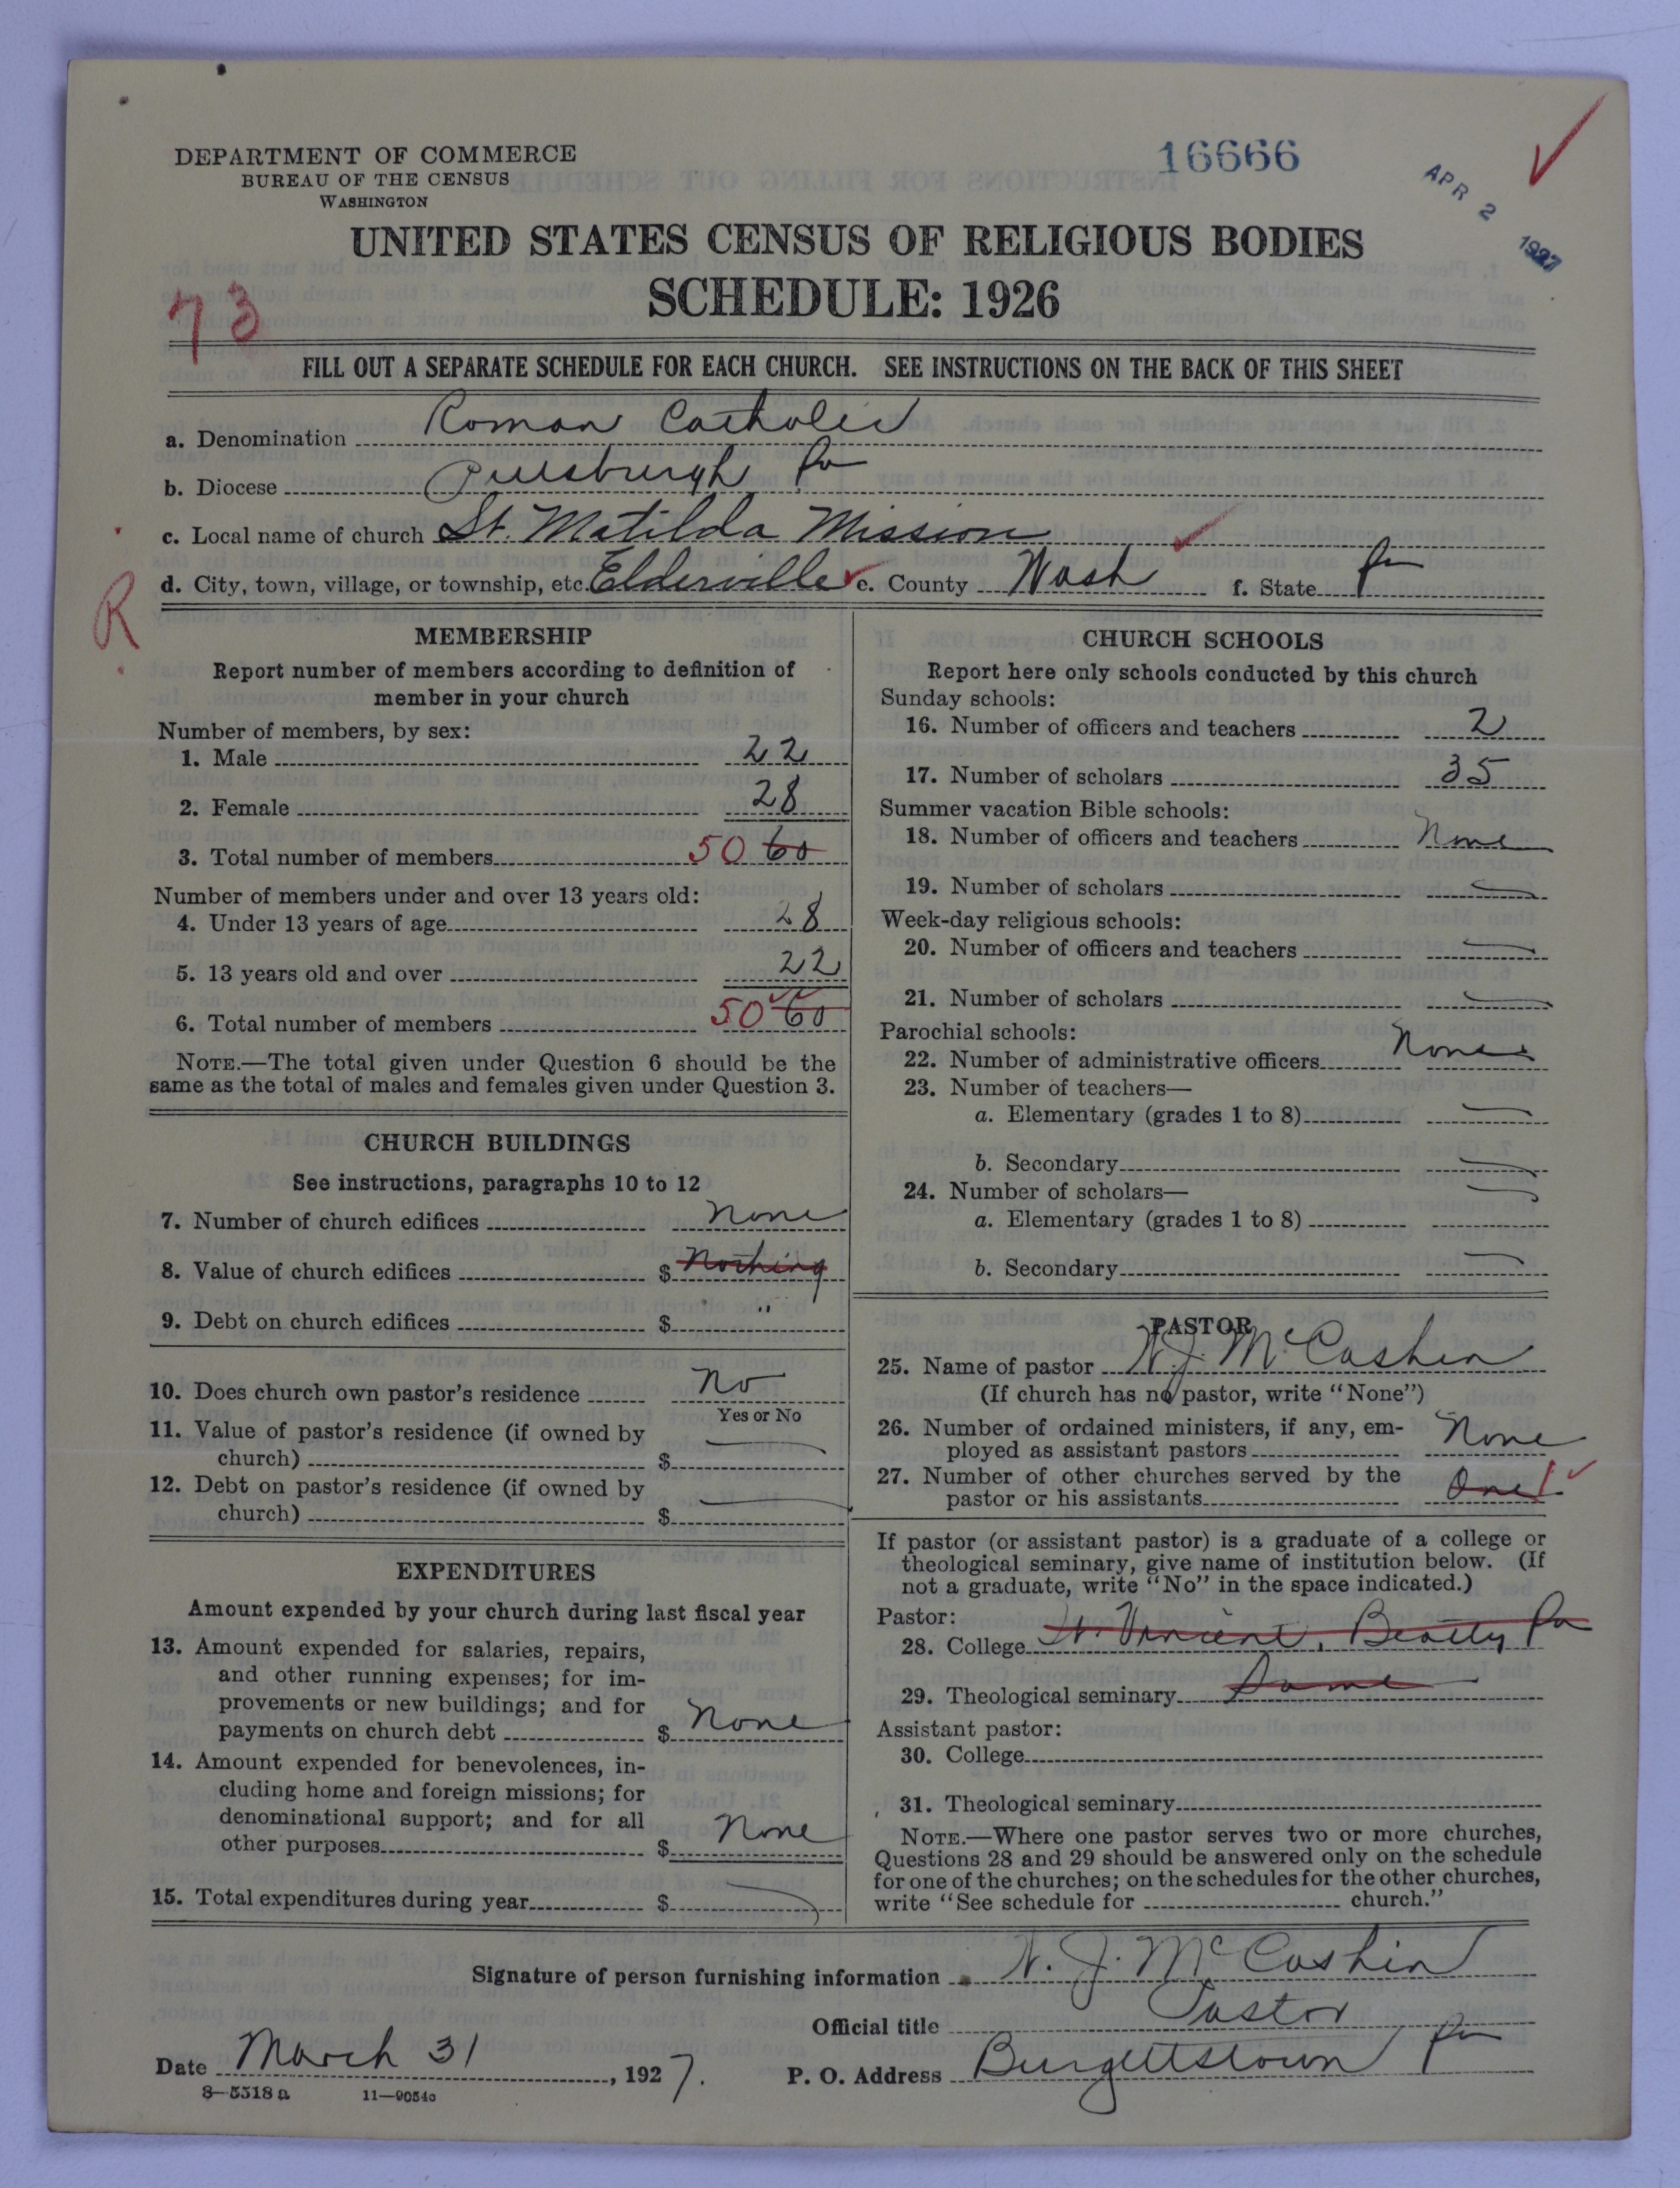 DEPARTMENT OF COMMERCE
BUREAU OF THE CENSUS
WASHINGTON
16666
APR 2 1927
UNITED STATES CENSUS OF RELIGIOUS BODIES
SCHEDULE: 1926
73
FILL OUT A SEPARATE SCHEDULE FOR EACH CHURCH. SEE INSTRUCTIONS ON THE BACK OF THIS SHEET
a. Denomination Roman Catholic
b. Diocese Pittsburgh Pa
c. Local name of church St. Matilda Mission
d. City, town, village, or township, etc. Elderville e. County Wash f. State Pa
R
MEMBERSHIP
Report number of members according to definition of
member in your church
Number of members, by sex:
1. Male 22
2. Female 28
3. Total number of members 50 60
Number of members under and over 13 years old:
4. Under 13 years of age 28
5. 13 years old and over 22
6. Total number of members 50 60
NOTE.—The total given under Question 6 should be the
same as the total of males and females given under Question 3.
CHURCH BUILDINGS
See instructions, paragraphs 10 to 12
7. Number of church edifices None
8. Value of church edifices $ Nothing
9. Debt on church edifices $ "
10. Does church own pastor's residence No
Yes or No
11. Value of pastor's residence (if owned by
church) $
12. Debt on pastor's residence (if owned by
church) $
EXPENDITURES
Amount expended by your church during last fiscal year
13. Amount expended for salaries, repairs,
and other running expenses; for im-
provements or new buildings; and for
payments on church debt $ None
14. Amount expended for benevolences, in-
cluding home and foreign missions; for
denominational support; and for all
other purposes $ None
15. Total expenditures during year $
CHURCH SCHOOLS
Report here only schools conducted by this church
Sunday schools:
16. Number of officers and teachers 2
17. Number of scholars 35
Summer vacation Bible schools:
18. Number of officers and teachers None
19. Number of scholars —
Week-day religious schools:
20. Number of officers and teachers —
21. Number of scholars —
Parochial schools:
22. Number of administrative officers None
23. Number of teachers—
a. Elementary (grades 1 to 8) —
b. Secondary —
24. Number of scholars—
a. Elementary (grades 1 to 8)
b. Secondary —
PASTOR
25. Name of pastor N. J. McCashin
(If church has no pastor, write "None")
26. Number of ordained ministers, if any, em-
ployed as assistant pastors None
27. Number of other churches served by the
pastor or his assistants One 1
If pastor (or assistant pastor) is a graduate of a college or
theological seminary, give name of institution below. (If
not a graduate, write "No" in the space indicated.)
Pastor:
28. College St. Vincent, Beatty Pa
29. Theological seminary Same
Assistant pastor:
30. College
31. Theological seminary
NOTE.—Where one pastor serves two or more churches,
Questions 28 and 29 should be answered only on the schedule
for one of the churches; on the schedules for the other churches,
write "See schedule for church."
Signature of person furnishing information N. J. McCashin
Official title Pastor
Date March 31, 1927. P. O. Address Burgettstown Pa
8—5518a 11—9054c